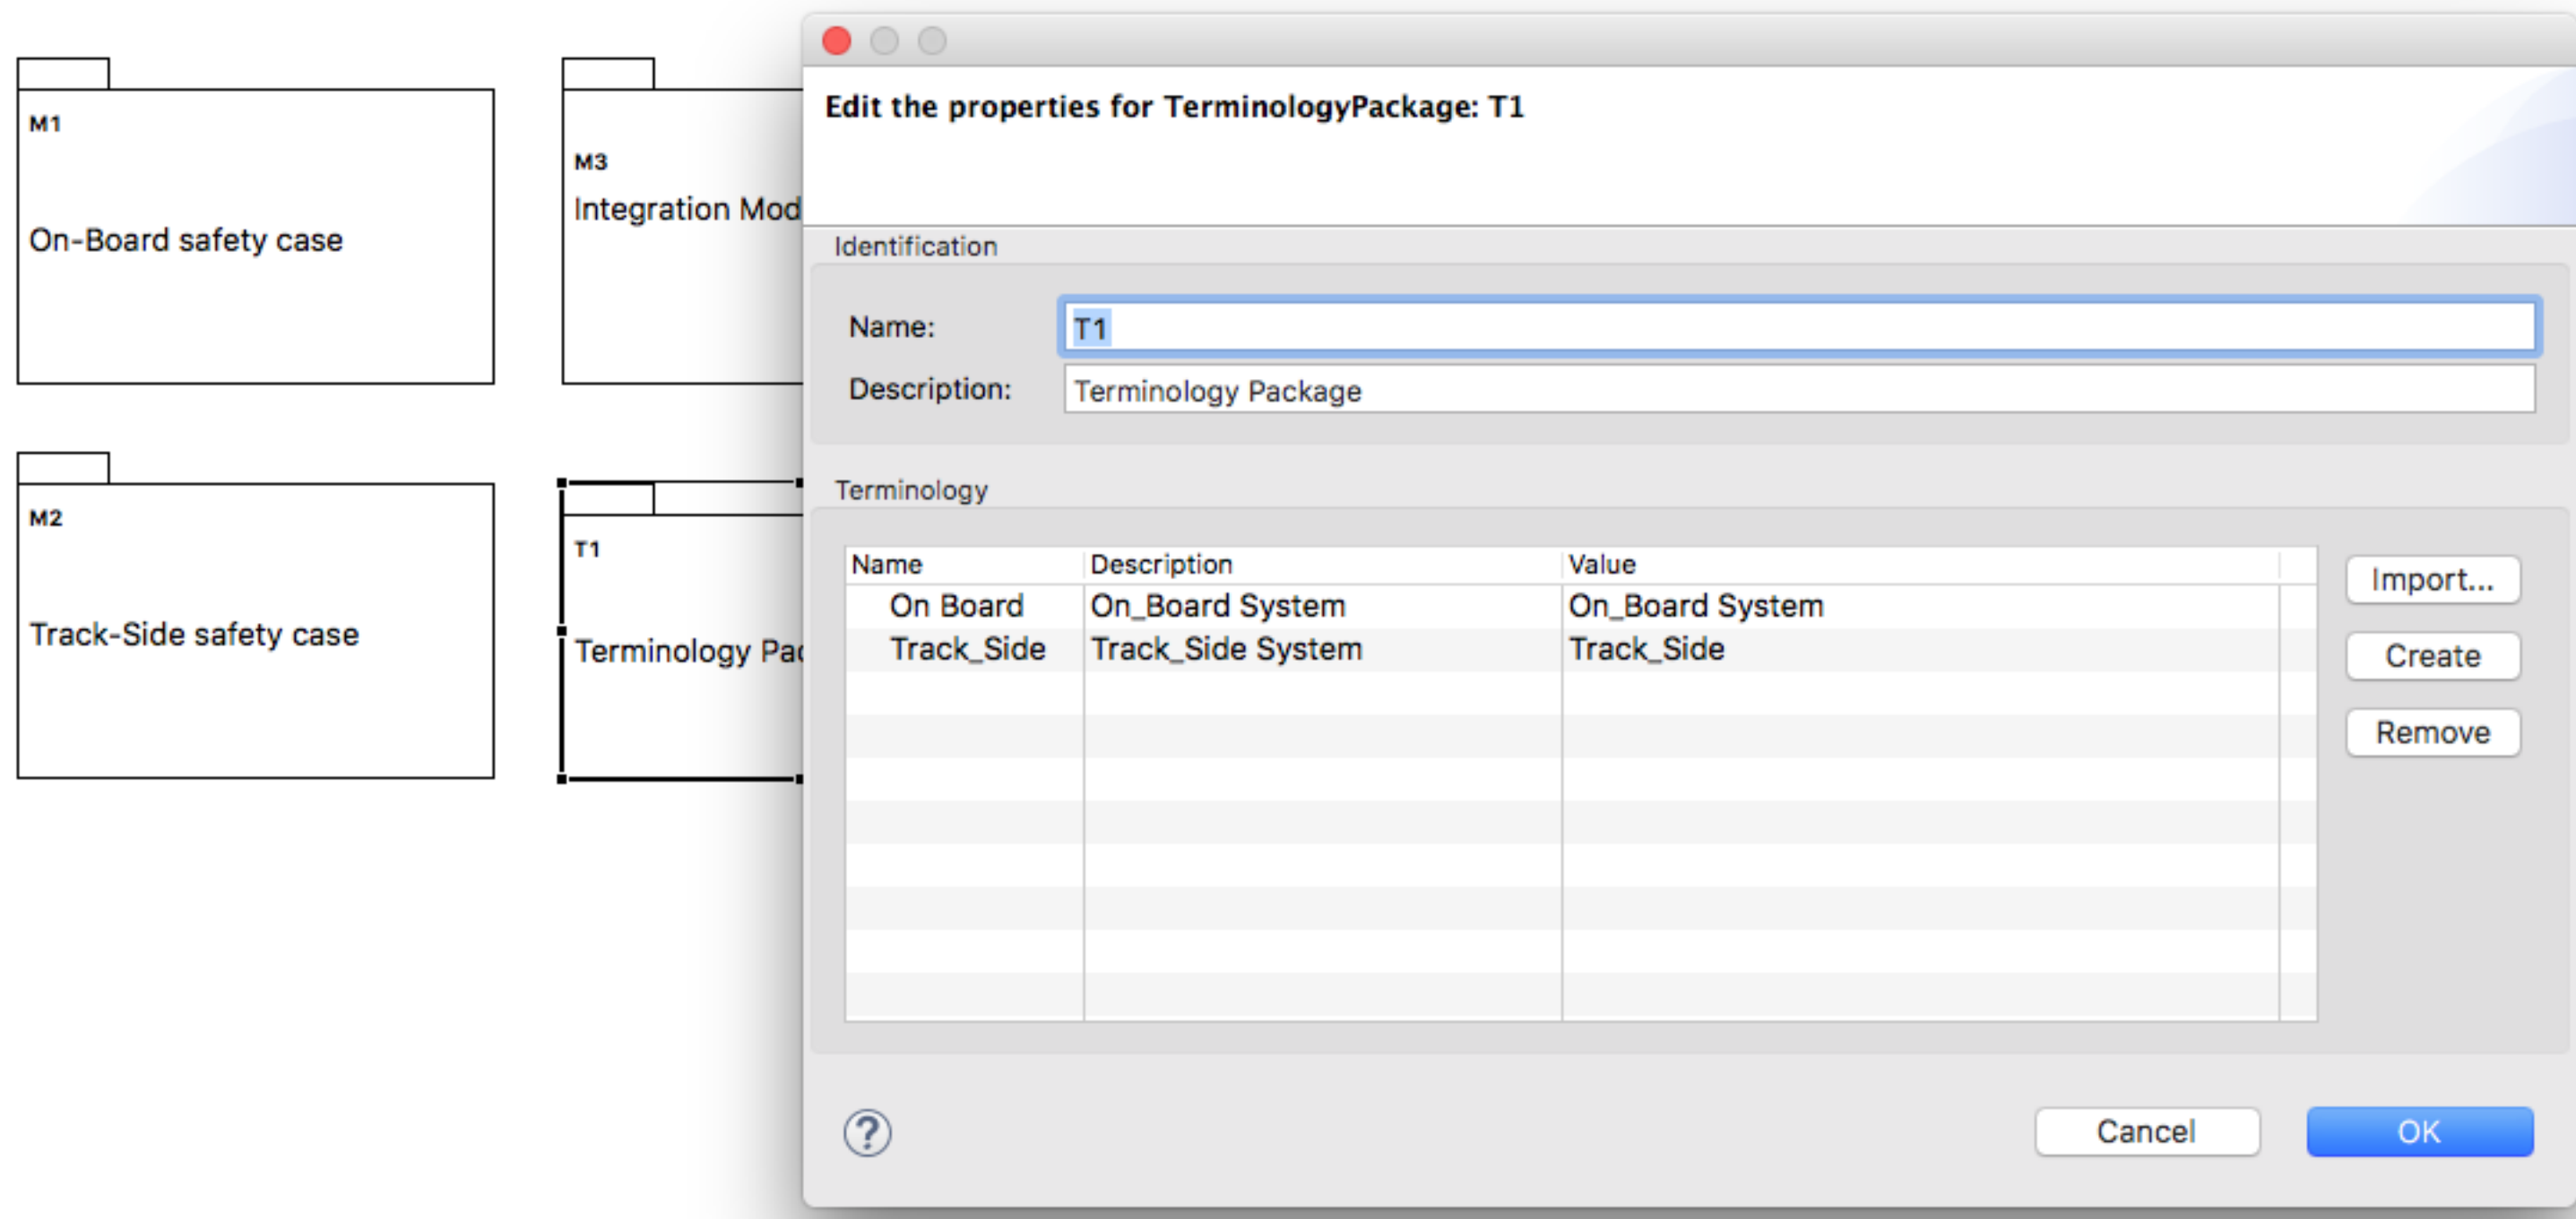 M1
On-Board safety case
M3
Integration Mod
M2
Track-Side safety case
T1
Terminology Pac
Edit the properties for TerminologyPackage: T1
Identification
Name: T1
Description: Terminology Package
Terminology
Name Description Value
On Board On_Board System On_Board System
Track_Side Track_Side System Track_Side
Import...
Create
Remove
?
Cancel OK